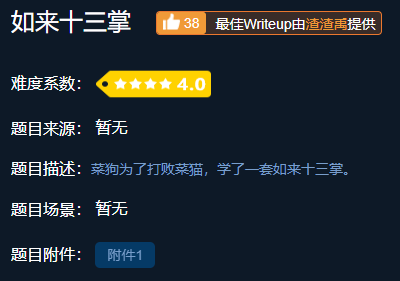 如来十三掌 38 最佳Writeup由渣渣禹提供
难度系数： 4.0
题目来源： 暂无
题目描述：菜狗为了打败菜猫，学了一套如来十三掌。
题目场景： 暂无
题目附件： 附件1